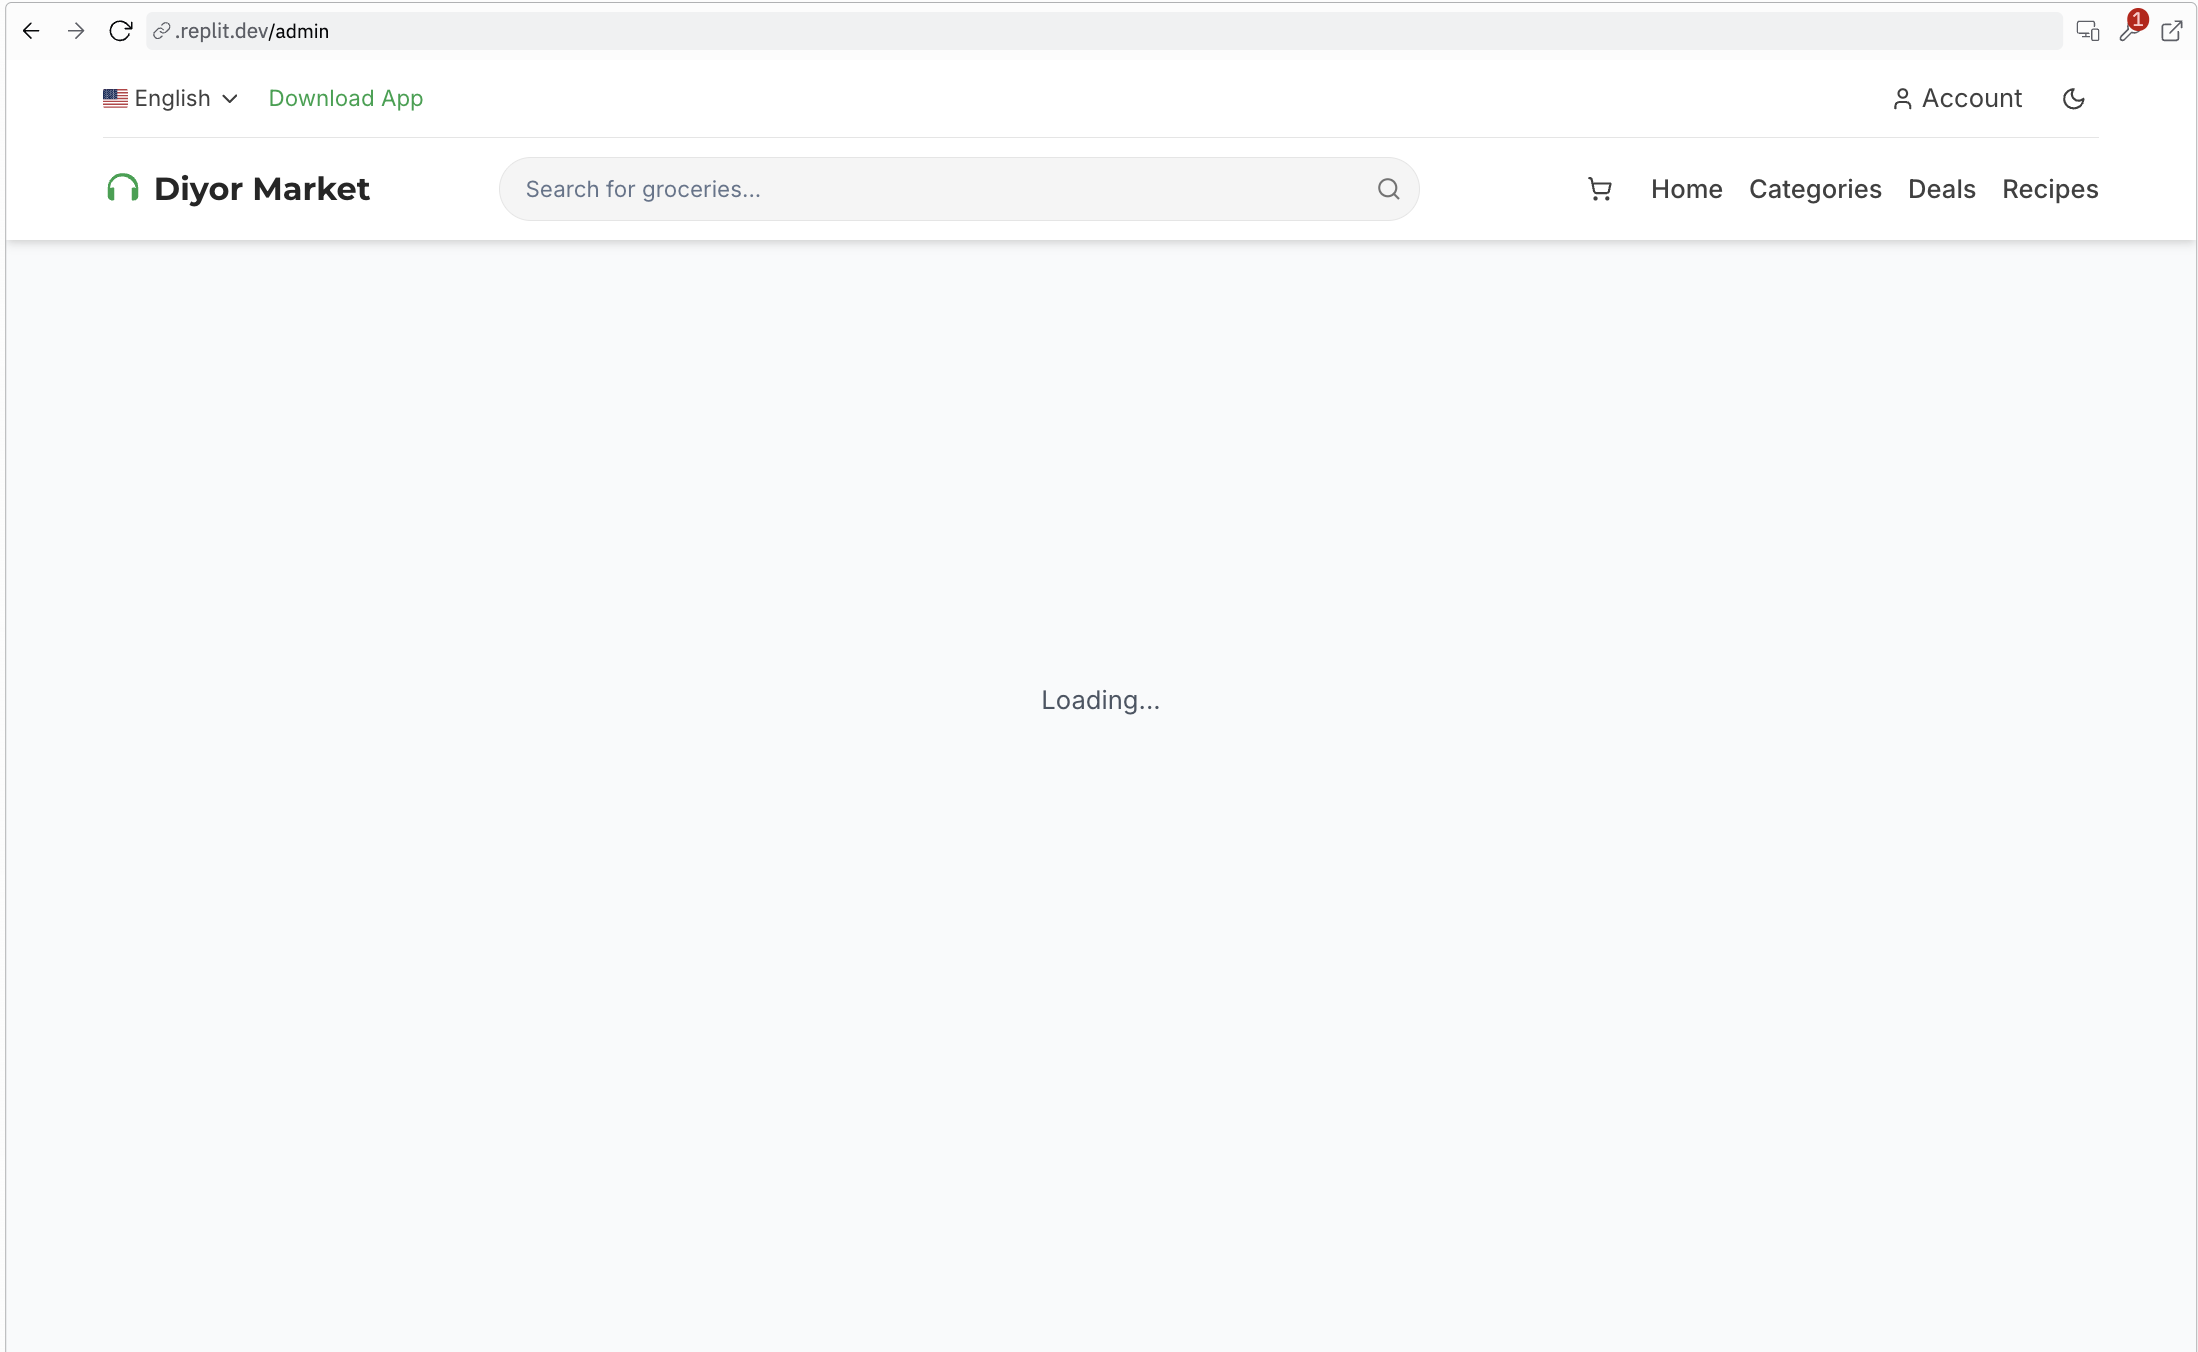 .replit.dev/admin
1
English
Download App
Account
Diyor Market
Search for groceries...
Home
Categories
Deals
Recipes
Loading...